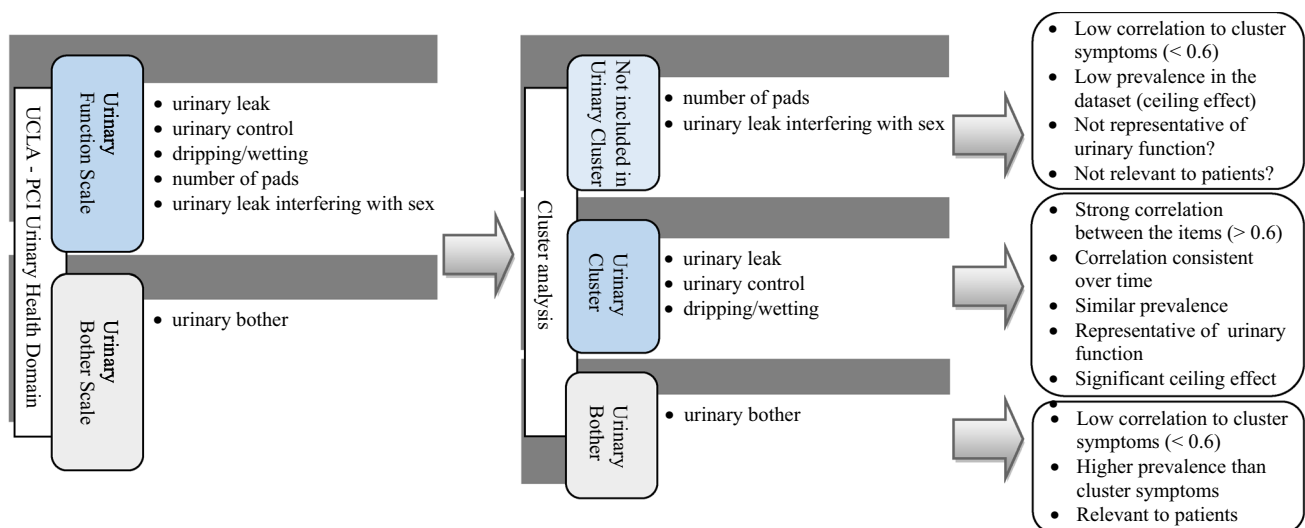 UCLA - PCI Urinary Health Domain
Urinary
Function Scale
• urinary leak
• urinary control
• dripping/wetting
• number of pads
• urinary leak interfering with sex
Urinary
Bother Scale
• urinary bother
Cluster analysis
Not included in
Urinary Cluster
• number of pads
• urinary leak interfering with sex
Urinary
Cluster
• urinary leak
• urinary control
• dripping/wetting
Urinary
Bother
• urinary bother
• Low correlation to cluster
symptoms (< 0.6)
• Low prevalence in the
dataset (ceiling effect)
• Not representative of
urinary function?
• Not relevant to patients?
• Strong correlation
between the items (> 0.6)
• Correlation consistent
over time
• Similar prevalence
• Representative of urinary
function
• Significant ceiling effect
•
• Low correlation to cluster
symptoms (< 0.6)
• Higher prevalence than
cluster symptoms
• Relevant to patients